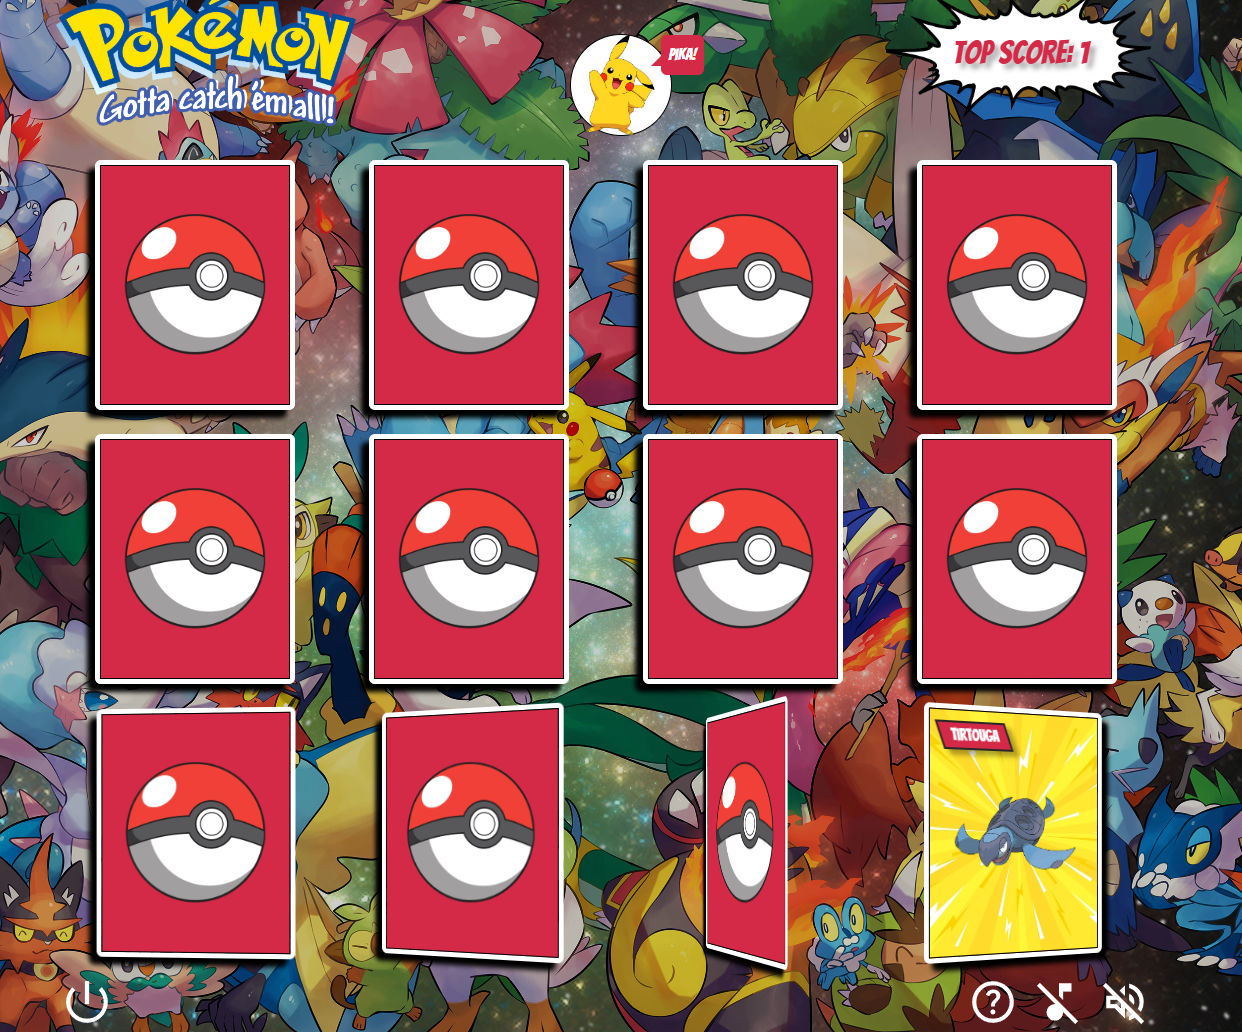 POKéMON
Gotta catch 'em all!
PIKA!
TOP SCORE: 1
TIRTOUGA
?